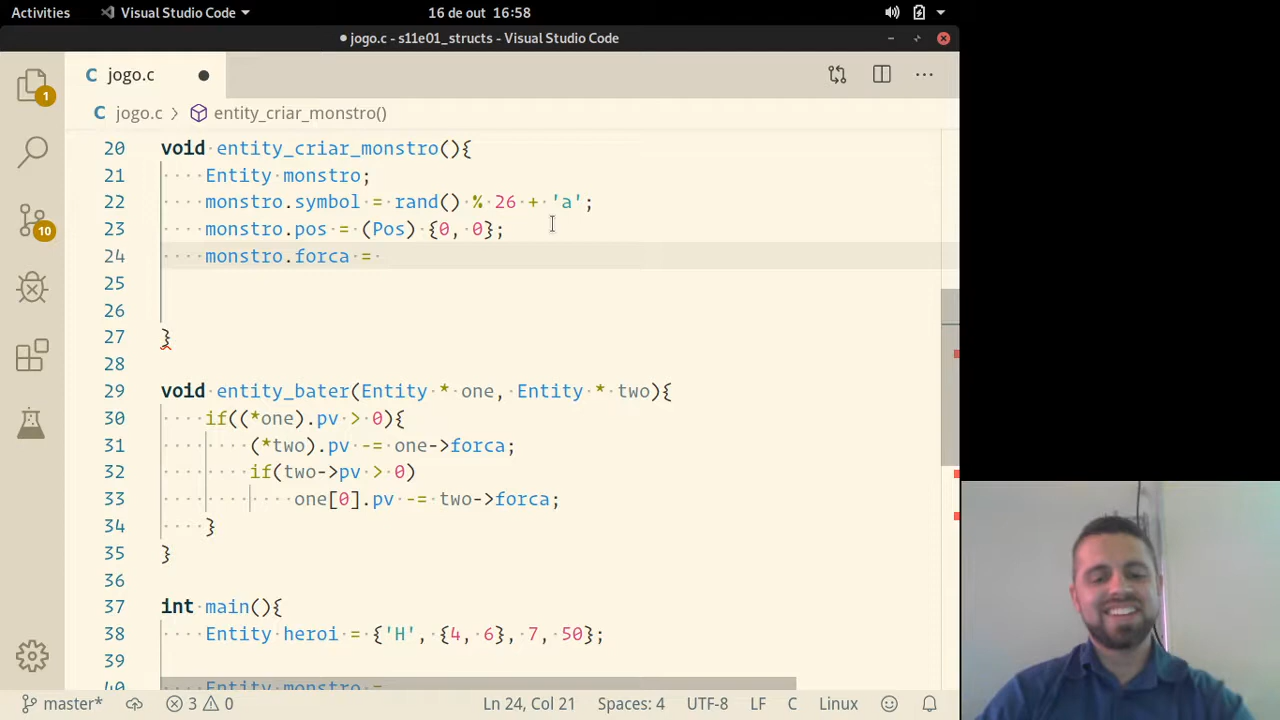 Activities
Visual Studio Code
16 de out 16:58
jogo.c - s11e01_structs - Visual Studio Code
C jogo.c
C jogo.c > entity_criar_monstro()
1
10
20 void entity_criar_monstro(){
21 Entity monstro;
22 monstro.symbol = rand() % 26 + 'a';
23 monstro.pos = (Pos) {0, 0};
24 monstro.forca =
25
26
27 }
28
29 void entity_bater(Entity * one, Entity * two){
30 if((*one).pv > 0){
31 (*two).pv -= one->forca;
32 if(two->pv > 0)
33 one[0].pv -= two->forca;
34 }
35 }
36
37 int main(){
38 Entity heroi = {'H', {4, 6}, 7, 50};
39
40 Entity monstro =
master* 3 0 Ln 24, Col 21 Spaces: 4 UTF-8 LF C Linux